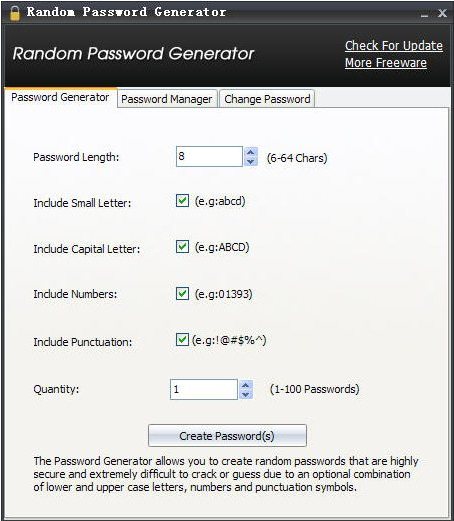 Random Password Generator
Random Password Generator
Check For Update
More Freeware
Password Generator Password Manager Change Password
Password Length: 8 (6-64 Chars)
Include Small Letter: (e.g:abcd)
Include Capital Letter: (e.g:ABCD)
Include Numbers: (e.g:01393)
Include Punctuation: (e.g:!@#$%^)
Quantity: 1 (1-100 Passwords)
Create Password(s)
The Password Generator allows you to create random passwords that are highly
secure and extremely difficult to crack or guess due to an optional combination
of lower and upper case letters, numbers and punctuation symbols.